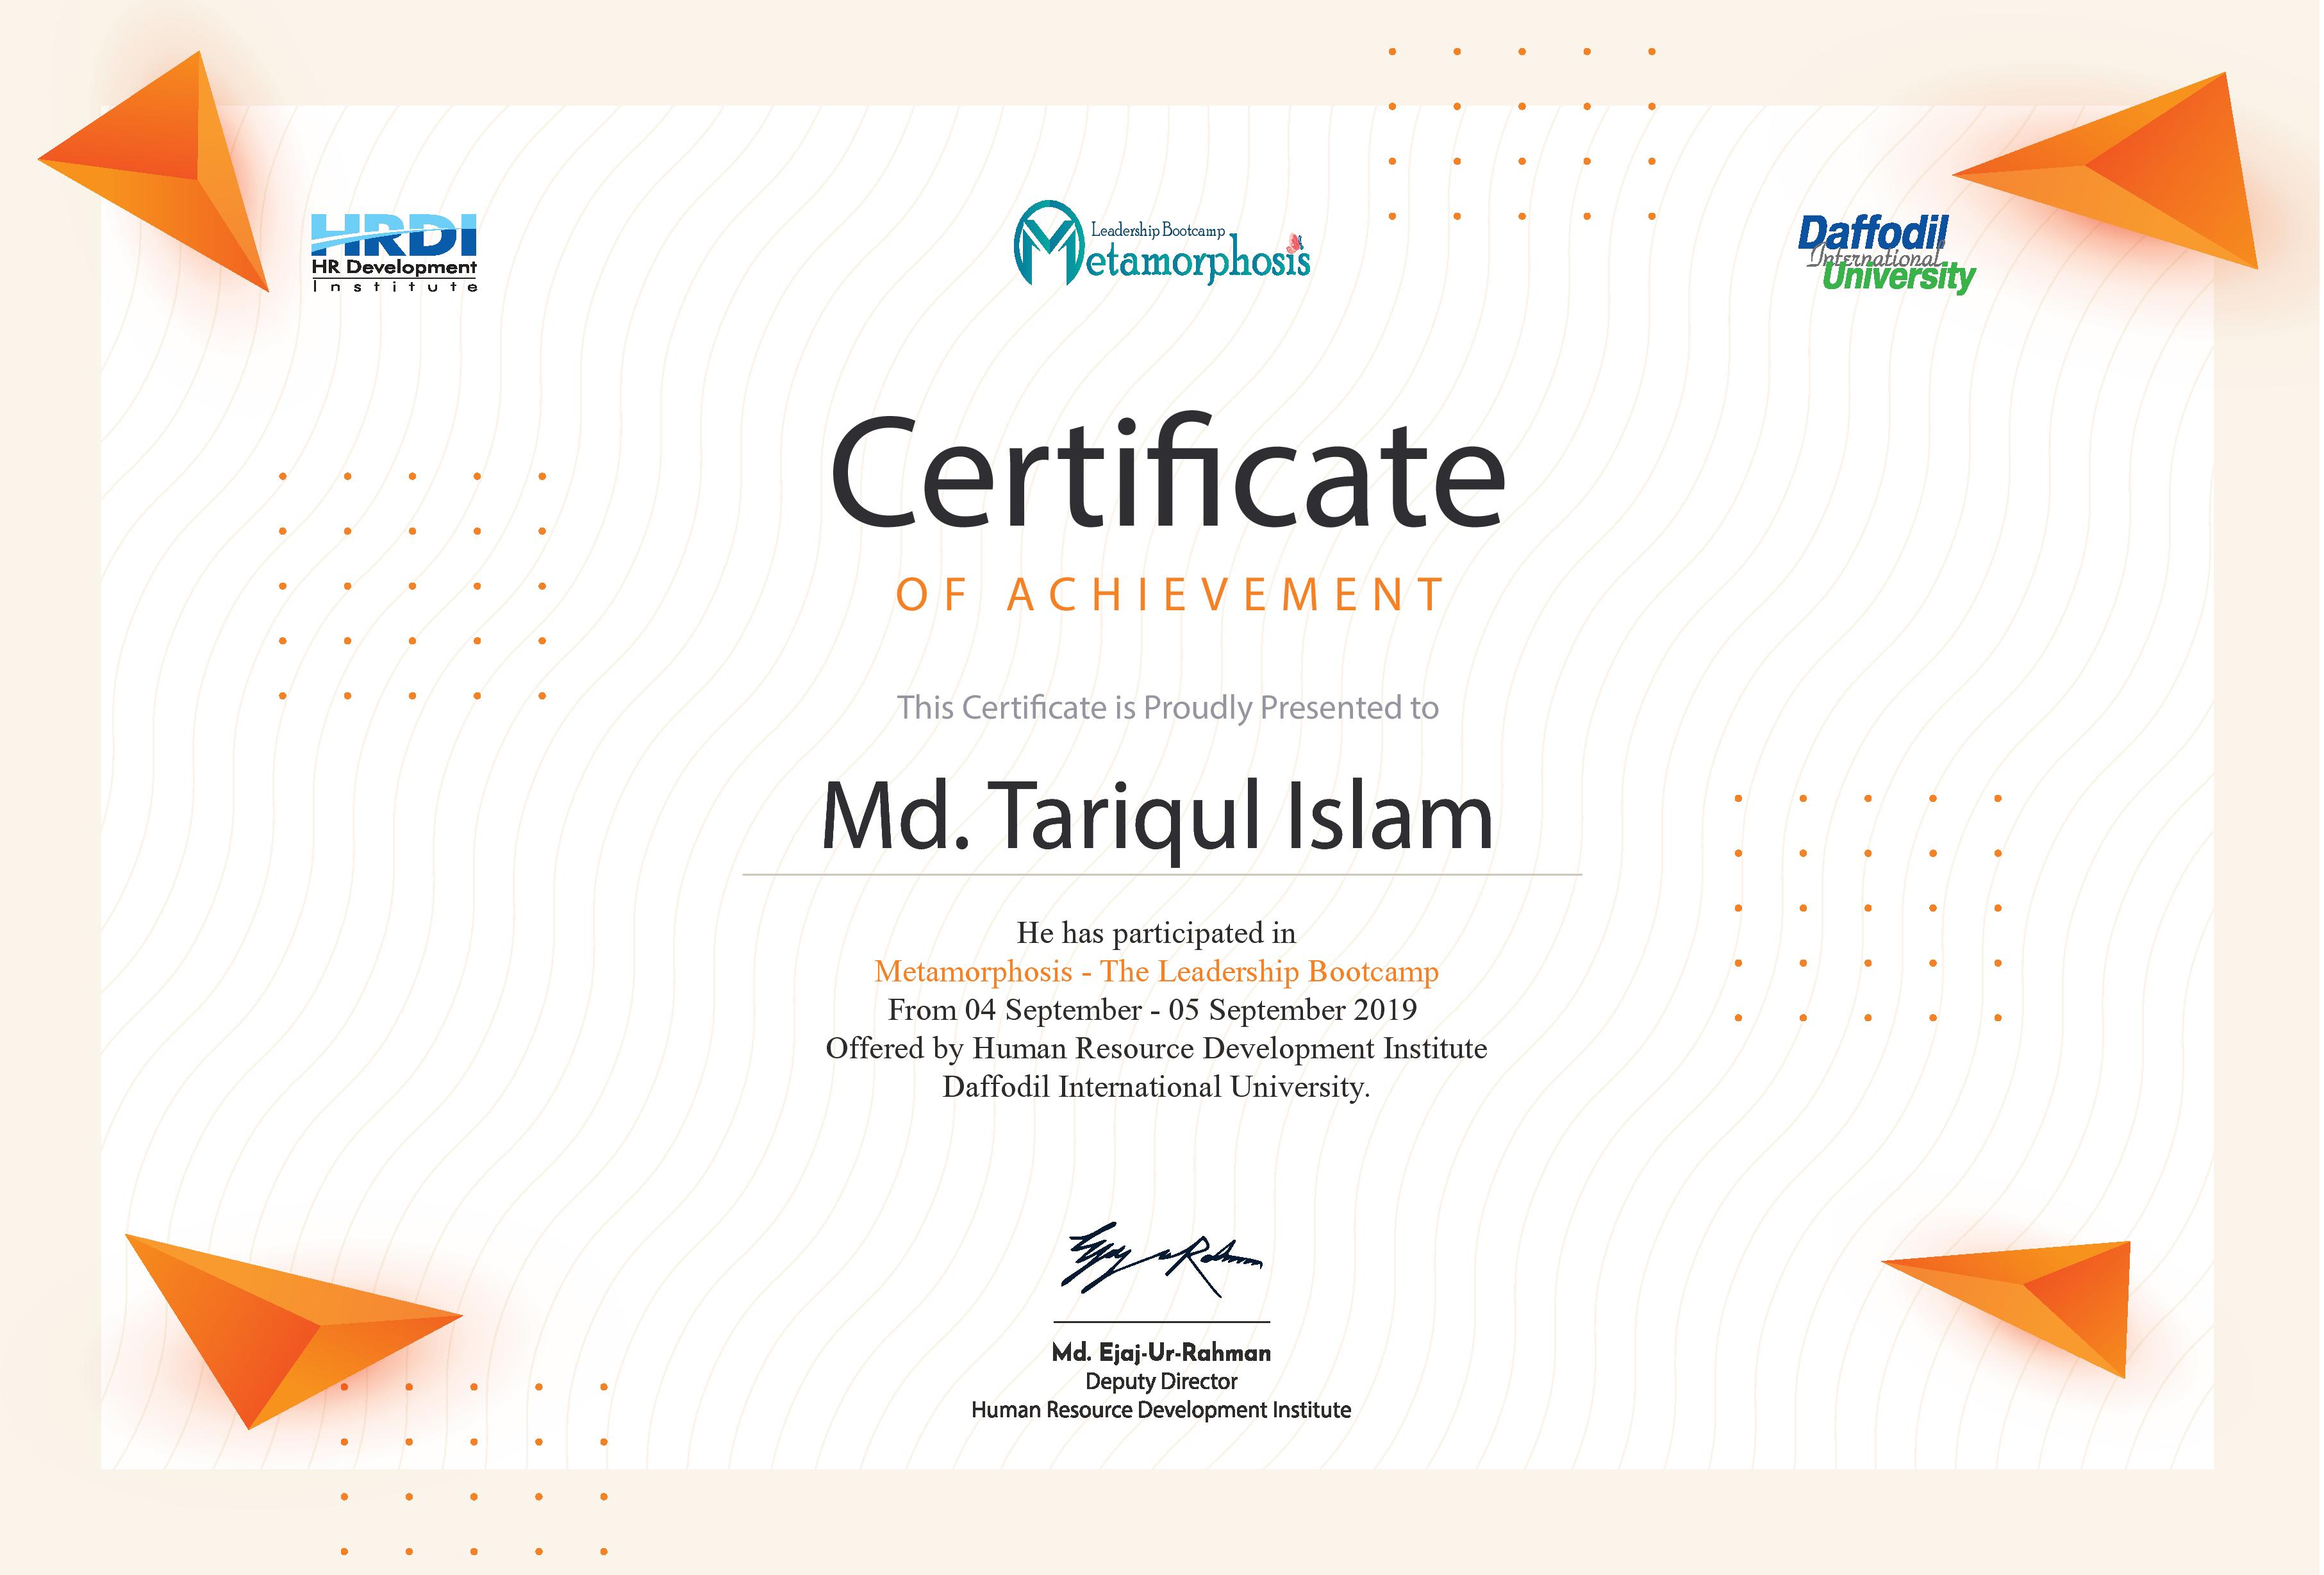 HRDI
HR Development
Institute
Leadership Bootcamp
Metamorphosis
Daffodil
International
University
Certificate
OF ACHIEVEMENT
This Certificate is Proudly Presented to
Md. Tariqul Islam
He has participated in
Metamorphosis - The Leadership Bootcamp
From 04 September - 05 September 2019
Offered by Human Resource Development Institute
Daffodil International University.
Md. Ejaj-Ur-Rahman
Deputy Director
Human Resource Development Institute